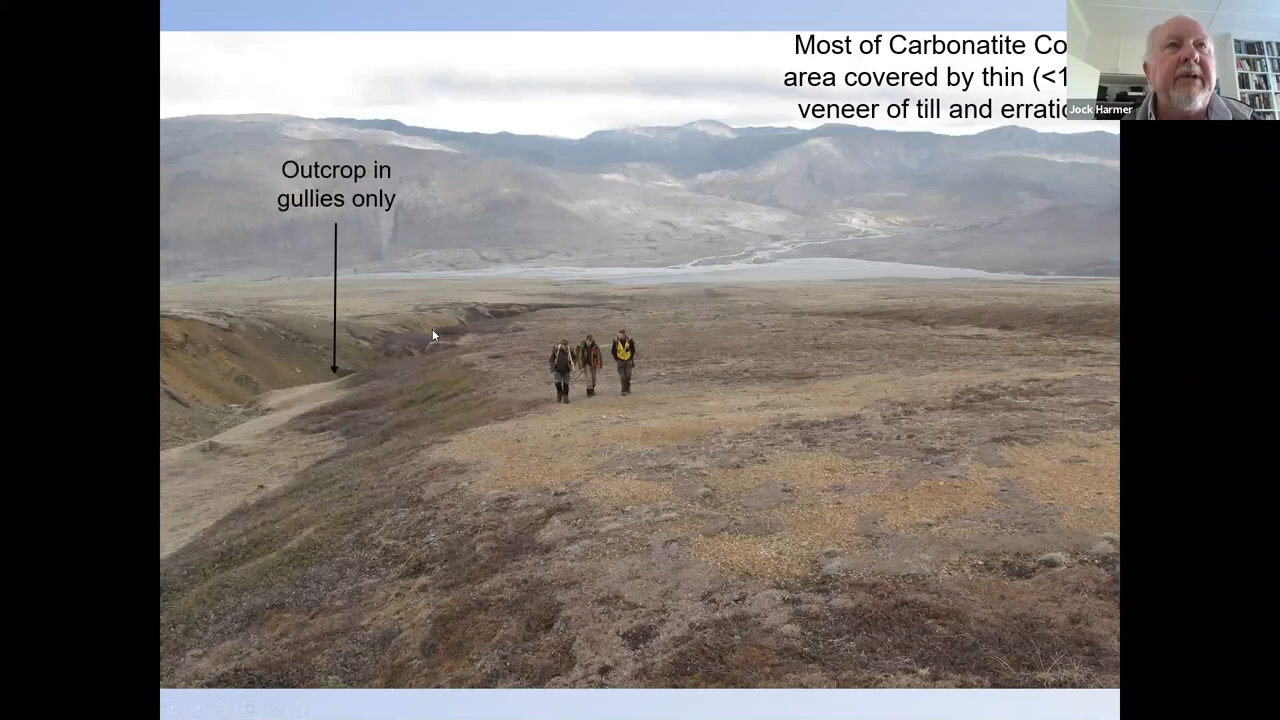 Most of Carbonatite Co
area covered by thin (<1
veneer of till and errati
Jock Harmer
Outcrop in
gullies only